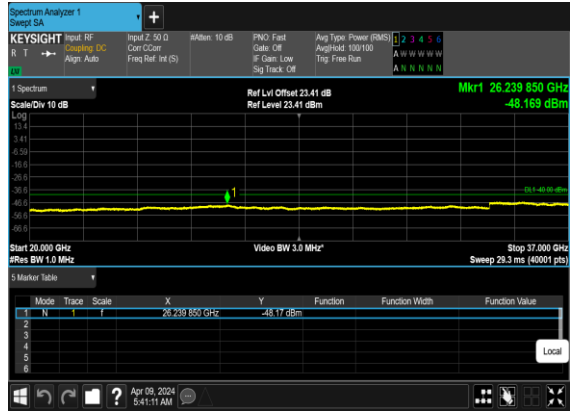 Spectrum Analyzer 1
Swept SA
+
KEYSIGHT Input: RF Input Z: 50 Ω #Atten: 10 dB PNO: Fast Avg Type: Power (RMS) 1 2 3 4 5 6
R T Coupling: DC Corr CCorr Gate: Off Avg|Hold: 100/100 A W W W W W
Align: Auto Freq Ref: Int (S) IF Gain: Low Trig: Free Run
Sig Track: Off A N N N N N
1 Spectrum
Ref Lvl Offset 23.41 dB
Mkr1 26.239 850 GHz
Scale/Div 10 dB Ref Level 23.41 dBm -48.169 dBm
Log
13.4
3.41
-6.59
-16.6
-26.6
-36.6
1
DL1 -40.00 dBm
-46.6
-56.6
-66.6
Start 20.000 GHz Video BW 3.0 MHz* Stop 37.000 GHz
#Res BW 1.0 MHz Sweep 29.3 ms (40001 pts)
5 Marker Table
Mode Trace Scale X Y Function Function Width Function Value
1 N 1 f 26.239 850 GHz -48.17 dBm
2
3
4
5
6
Local
?
Apr 09, 2024
5:41:11 AM